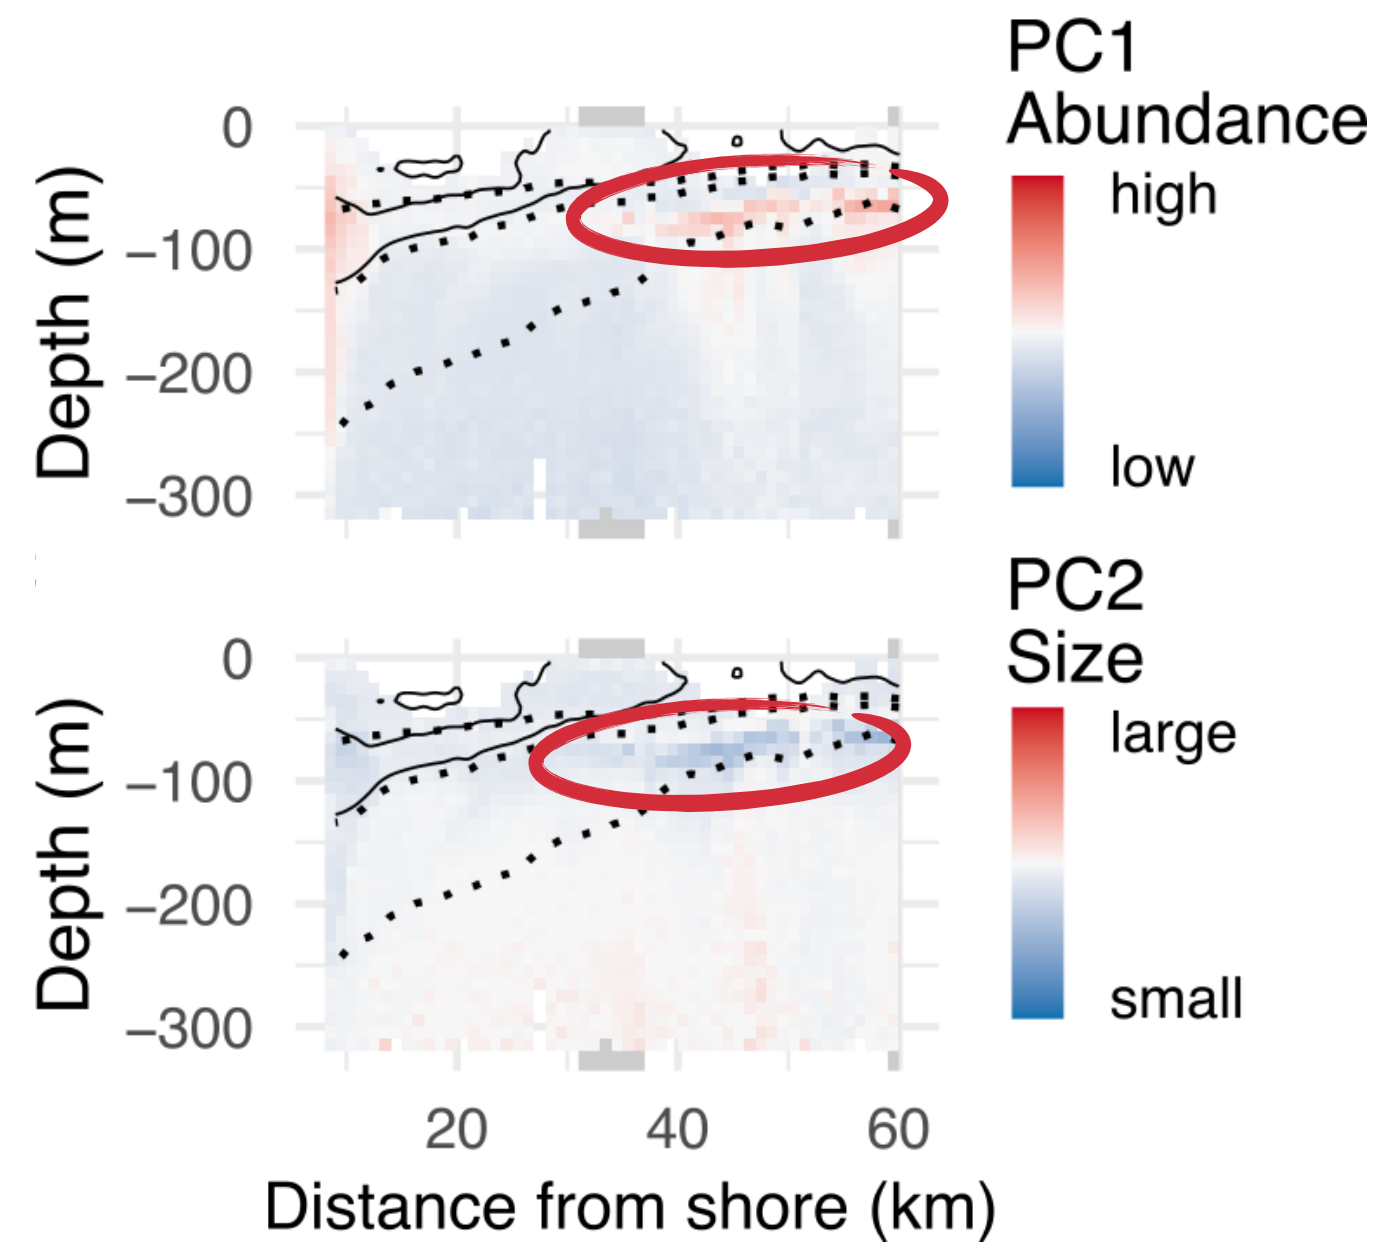 PC1
Abundance
high
low
0
−100
−200
−300
Depth (m)
PC2
Size
large
small
0
−100
−200
−300
Depth (m)
20 40 60
Distance from shore (km)